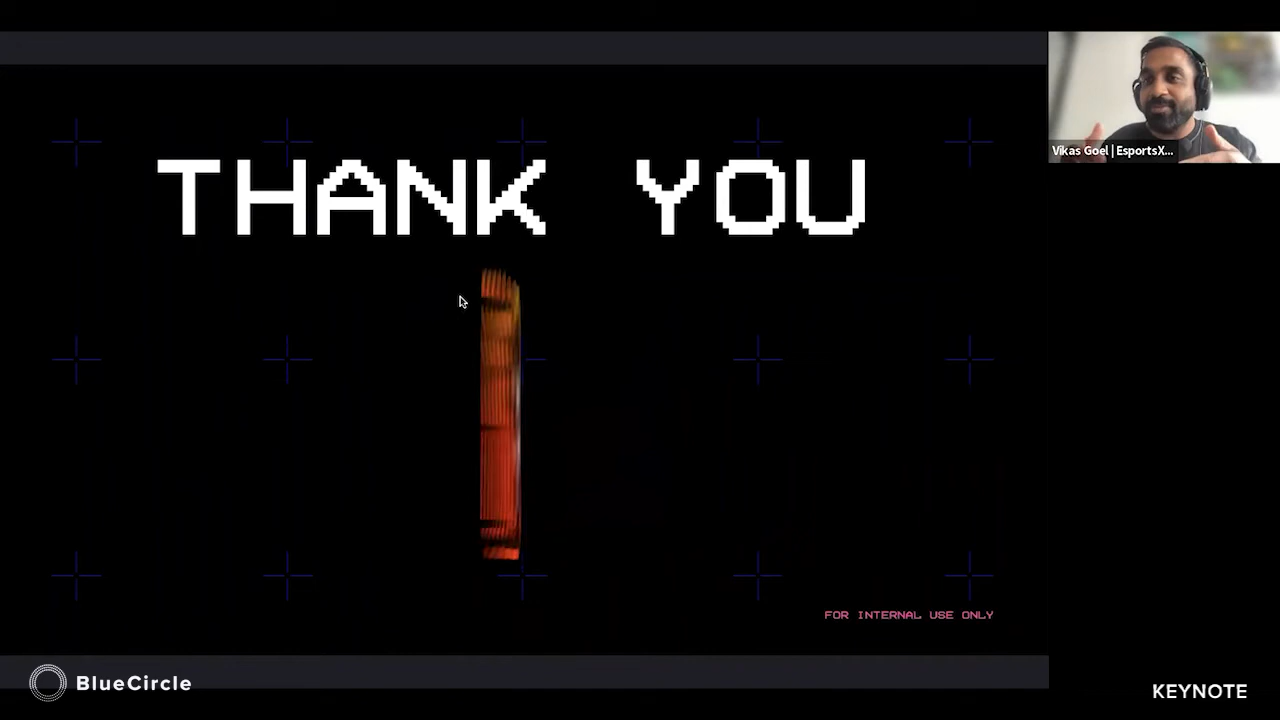 THANK YOU
Vikas Goel | EsportsX...
FOR INTERNAL USE ONLY
BlueCircle
KEYNOTE